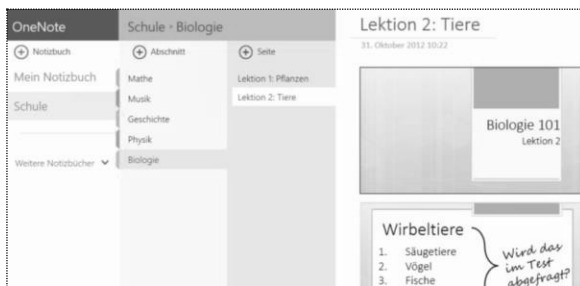 OneNote
Schule · Biologie
Lektion 2: Tiere
31. Oktober 2012 10:22
Notizbuch
Abschnitt
Seite
Mein Notizbuch
Schule
Weitere Notizbücher
Mathe
Musik
Geschichte
Physik
Biologie
Lektion 1: Pflanzen
Lektion 2: Tiere
Biologie 101
Lektion 2
Wirbeltiere
1. Säugetiere
2. Vögel
3. Fische
Wird das
im Test
abgefragt?